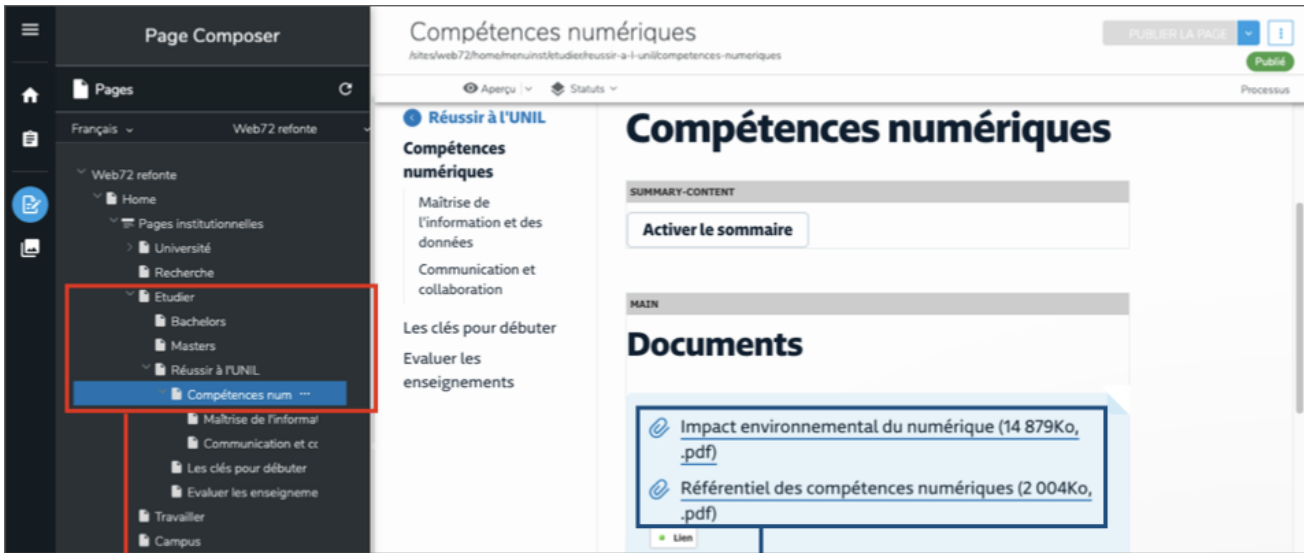 Page Composer
Pages
Français
Web72 refonte
Web72 refonte
Home
Pages institutionnelles
Université
Recherche
Etudier
Bachelors
Masters
Réussir à l'UNIL
Compétences num ...
Maîtrise de l'informat
Communication et cc
Les clés pour débuter
Evaluer les enseigneme
Travailler
Campus
Compétences numériques
/sites/web72/home/menuinst/etudier/reussir-a-l-unil/competences-numeriques
PUBLIER LA PAGE
Publié
Aperçu
Statuts
Processus
Réussir à l'UNIL
Compétences
numériques
Maîtrise de
l'information et des
données
Communication et
collaboration
Les clés pour débuter
Evaluer les
enseignements
Compétences numériques
SUMMARY-CONTENT
Activer le sommaire
MAIN
Documents
Impact environnemental du numérique (14 879Ko,
.pdf)
Référentiel des compétences numériques (2 004Ko,
.pdf)
Lien